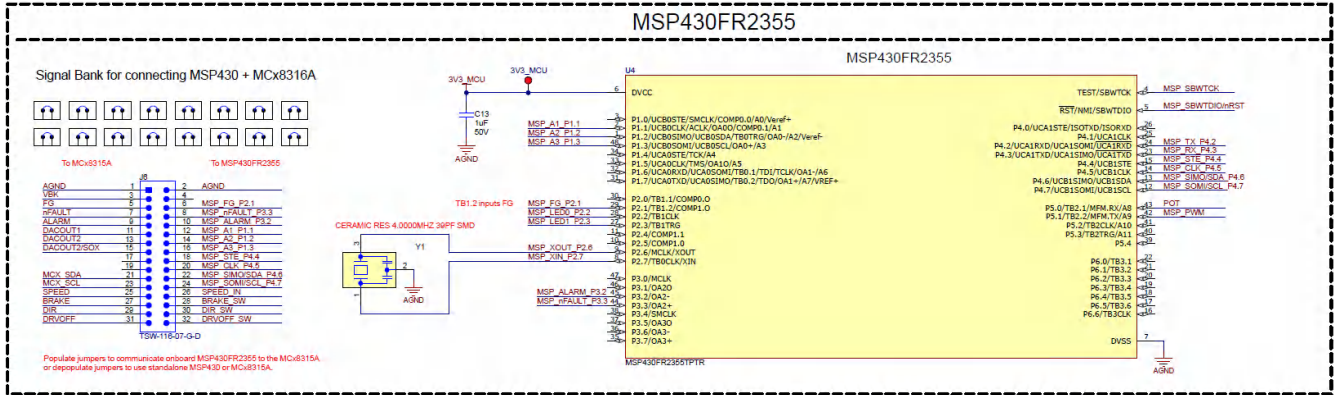 MSP430FR2355
Signal Bank for connecting MSP430 + MCx8316A
To MCx8315A
To MSP430FR2355
J8
AGND 1 2 AGND
VBK 3 4
FG 5 6 MSP_FG_P2.1
nFAULT 7 8 MSP_nFAULT_P3.3
ALARM 9 10 MSP_ALARM_P3.2
DACOUT1 11 12 MSP_A1_P1.1
DACOUT2 13 14 MSP_A2_P1.2
DACOUT2/SOX 15 16 MSP_A3_P1.3
17 18 MSP_STE_P4.4
19 20 MSP_CLK_P4.5
MCX_SDA 21 22 MSP_SIMO/SDA_P4.6
MCX_SCL 23 24 MSP_SOMI/SCL_P4.7
SPEED 25 26 SPEED_IN
BRAKE 27 28 BRAKE_SW
DIR 29 30 DIR_SW
DRVOFF 31 32 DRVOFF_SW
TSW-116-07-G-D
Populate jumpers to communicate onboard MSP430FR2355 to the MCx8315A
or depopulate jumpers to use standalone MSP430 or MCx8315A.
3V3_MCU
3V3_MCU
C13
1uF
50V
AGND
MSP_A1_P1.1
MSP_A2_P1.2
MSP_A3_P1.3
TB1.2 inputs FG
MSP_FG_P2.1
MSP_LED0_P2.2
MSP_LED1_P2.3
CERAMIC RES 4.0000MHZ 39PF SMD
Y1
3
2
1
AGND
MSP_XOUT_P2.6
MSP_XIN_P2.7
MSP_ALARM_P3.2
MSP_nFAULT_P3.3
U4
MSP430FR2355
6 DVCC
P1.0/UCB0STE/SMCLK/COMP0.0/A0/Veref+
P1.1/UCB0CLK/ACLK/OA0O/COMP0.1/A1
P1.2/UCB0SIMO/UCB0SDA/TB0TRG/OA0-/A2/Veref-
P1.3/UCB0SOMI/UCB0SCL/OA0+/A3
P1.4/UCA0STE/TCK/A4
P1.5/UCA0CLK/TMS/OA1O/A5
P1.6/UCA0RXD/UCA0SOMI/TB0.1/TDI/TCLK/OA1-/A6
P1.7/UCA0TXD/UCA0SIMO/TB0.2/TDO/OA1+/A7/VREF+
P2.0/TB1.1/COMP0.O
P2.1/TB1.2/COMP1.O
P2.2/TB1CLK
P2.3/TB1TRG
P2.4/COMP1.1
P2.5/COMP1.0
P2.6/MCLK/XOUT
P2.7/TB0CLK/XIN
P3.0/MCLK
P3.1/OA2O
P3.2/OA2-
P3.3/OA2+
P3.4/SMCLK
P3.5/OA3O
P3.6/OA3-
P3.7/OA3+
MSP430FR2355TPTR
TEST/SBWTCK 4 MSP_SBWTCK
RST/NMI/SBWTDIO 5 MSP_SBWTDIO/nRST
P4.0/UCA1STE/ISOTXD/ISORXD
P4.1/UCA1CLK
P4.2/UCA1RXD/UCA1SOMI/UCA1RXD MSP_TX_P4.2
P4.3/UCA1TXD/UCA1SIMO/UCA1TXD MSP_RX_P4.3
P4.4/UCB1STE MSP_STE_P4.4
P4.5/UCB1CLK MSP_CLK_P4.5
P4.6/UCB1SIMO/UCB1SDA MSP_SIMO/SDA_P4.6
P4.7/UCB1SOMI/UCB1SCL MSP_SOMI/SCL_P4.7
P5.0/TB2.1/MFM.RX/A8 POT
P5.1/TB2.2/MFM.TX/A9 MSP_PWM
P5.2/TB2CLK/A10
P5.3/TB2TRG/A11
P5.4
P6.0/TB3.1
P6.1/TB3.2
P6.2/TB3.3
P6.3/TB3.4
P6.4/TB3.5
P6.5/TB3.6
P6.6/TB3CLK
DVSS 7
AGND